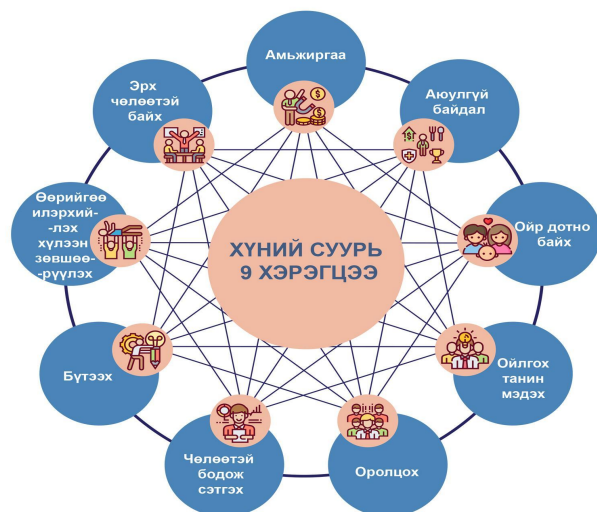 Амьжиргаа
Аюулгүй
байдал
Ойр дотно
байх
Ойлгох
танин
мэдэх
Оролцох
Чөлөөтэй
бодож
сэтгэх
Бүтээх
Өөрийгөө
илэрхий-
-лэх
хүлээн
зөвшөө-
-рүүлэх
Эрх
чөлөөтэй
байх
ХҮНИЙ СУУРЬ
9 ХЭРЭГЦЭЭ